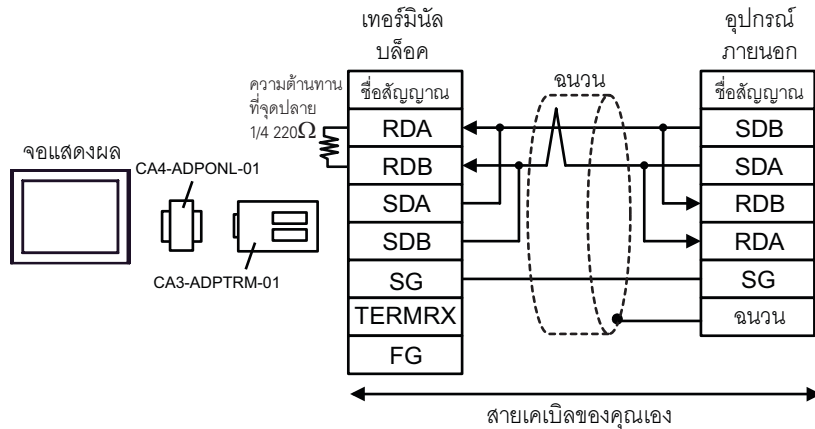 เทอร์มินัล
บล็อค
อุปกรณ์
ภายนอก
ความต้านทาน
ที่จุดปลาย
1/4 220Ω
ชื่อสัญญาณ
ฉนวน
ชื่อสัญญาณ
RDA
SDB
จอแสดงผล
CA4-ADPONL-01
RDB
SDA
SDA
RDB
SDB
RDA
CA3-ADPTRM-01
SG
SG
TERMRX
ฉนวน
FG
สายเคเบิลของคุณเอง